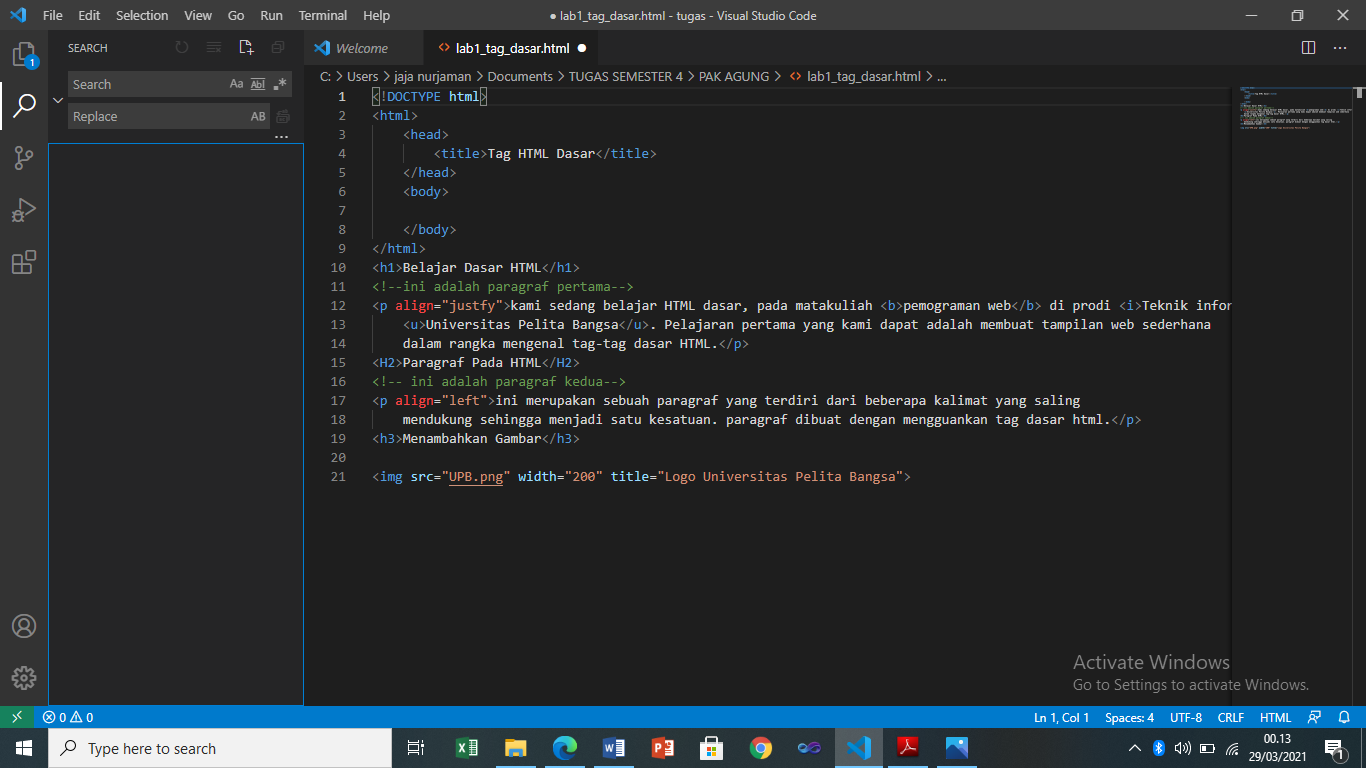 File Edit Selection View Go Run Terminal Help
● lab1_tag_dasar.html - tugas - Visual Studio Code
SEARCH
Search
Aa Abl .*
Replace
AB
...
Welcome
lab1_tag_dasar.html ●
C: > Users > jaja nurjaman > Documents > TUGAS SEMESTER 4 > PAK AGUNG > <> lab1_tag_dasar.html > ...
1 <!DOCTYPE html>
2 <html>
3 <head>
4 <title>Tag HTML Dasar</title>
5 </head>
6 <body>
7
8 </body>
9 </html>
10 <h1>Belajar Dasar HTML</h1>
11 <!--ini adalah paragraf pertama-->
12 <p align="justfy">kami sedang belajar HTML dasar, pada matakuliah <b>pemograman web</b> di prodi <i>Teknik infor
13 <u>Universitas Pelita Bangsa</u>. Pelajaran pertama yang kami dapat adalah membuat tampilan web sederhana
14 dalam rangka mengenal tag-tag dasar HTML.</p>
15 <H2>Paragraf Pada HTML</H2>
16 <!-- ini adalah paragraf kedua-->
17 <p align="left">ini merupakan sebuah paragraf yang terdiri dari beberapa kalimat yang saling
18 mendukung sehingga menjadi satu kesatuan. paragraf dibuat dengan mengguankan tag dasar html.</p>
19 <h3>Menambahkan Gambar</h3>
20
21 <img src="UPB.png" width="200" title="Logo Universitas Pelita Bangsa">
1
Activate Windows
Go to Settings to activate Windows.
0 0
Ln 1, Col 1 Spaces: 4 UTF-8 CRLF HTML
Type here to search
00.13
29/03/2021
1